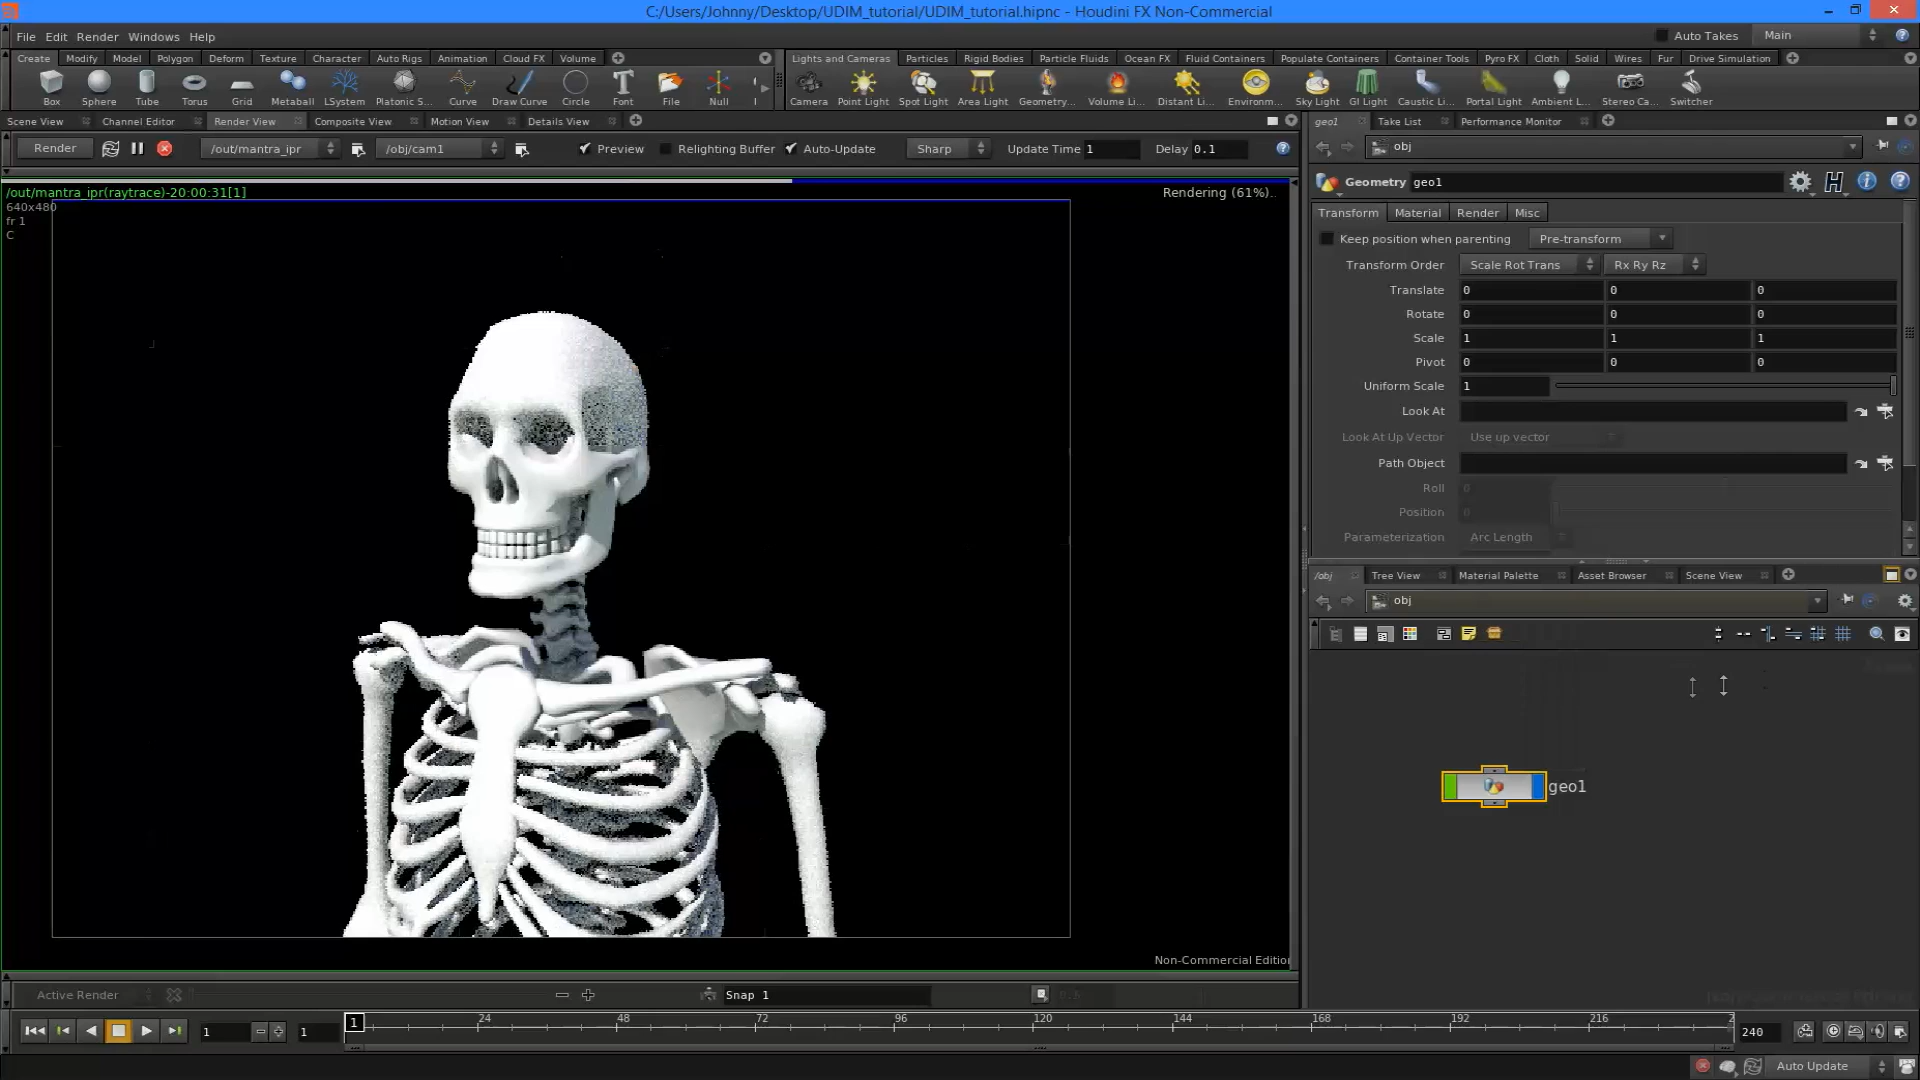 C:/Users/Johnny/Desktop/UDIM_tutorial/UDIM_tutorial.hipnc - Houdini FX Non-Commercial
File Edit Render Windows Help
Auto Takes Main
Create Modify Model Polygon Deform Texture Character Auto Rigs Animation Cloud FX Volume
Lights and Cameras Particles Rigid Bodies Particle Fluids Ocean FX Fluid Containers Populate Containers Container Tools Pyro FX Cloth Solid Wires Fur Drive Simulation
Box Sphere Tube Torus Grid Metaball LSystem Platonic S... Curve Draw Curve Circle Font File Null
Camera Point Light Spot Light Area Light Geometry... Volume Li... Distant Li... Environm... Sky Light GI Light Caustic Li... Portal Light Ambient L... Stereo Ca... Switcher
Scene View Channel Editor Render View Composite View Motion View Details View
geo1 Take List Performance Monitor
Render /out/mantra_ipr /obj/cam1 Preview Relighting Buffer Auto-Update Sharp Update Time 1 Delay 0.1
obj
/out/mantra_ipr(raytrace)-20:00:31[1]
Rendering (61%)..
640x480
fr 1
C
Geometry geo1
Transform Material Render Misc
Keep position when parenting Pre-transform
Transform Order Scale Rot Trans Rx Ry Rz
Translate 0 0 0
Rotate 0 0 0
Scale 1 1 1
Pivot 0 0 0
Uniform Scale 1
Look At
Look At Up Vector Use up vector
Path Object
Roll 0
Position 0
Parameterization Arc Length
/obj Tree View Material Palette Asset Browser Scene View
obj
geo1
Non-Commercial Editio
Active Render Snap 1
1 1 1 24 48 72 96 120 144 168 192 216 2 240
Auto Update